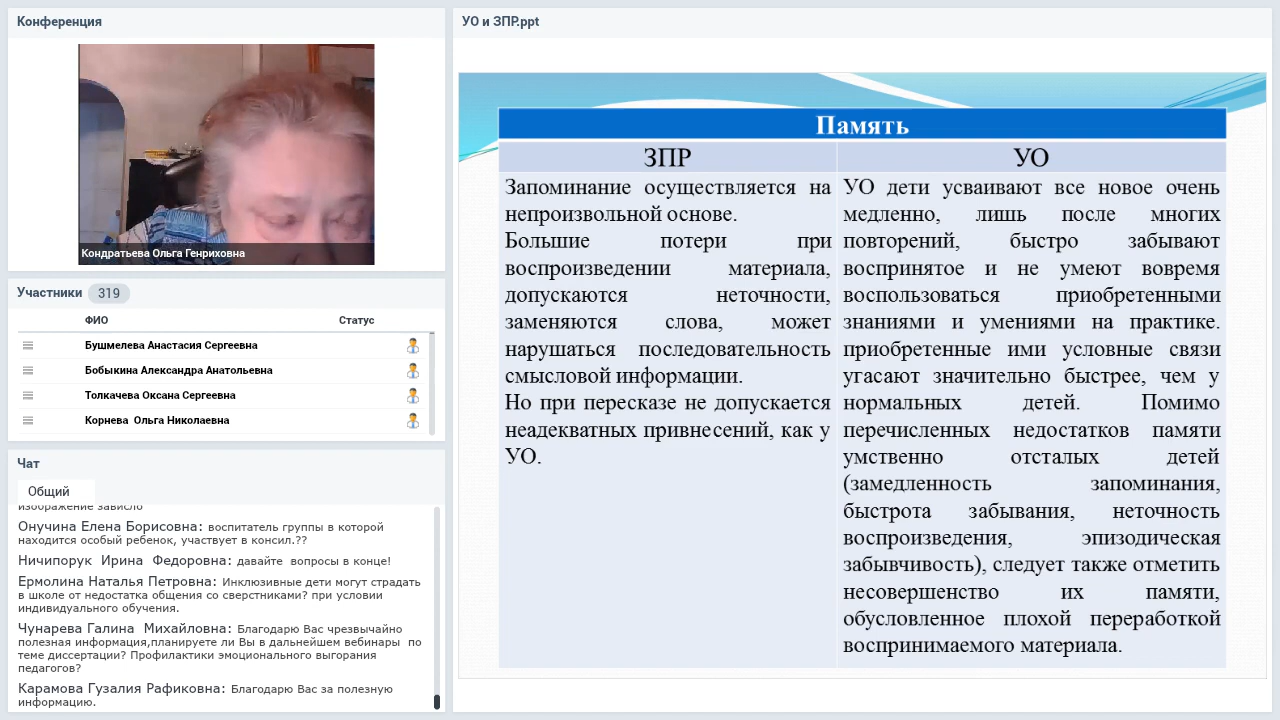 Конференция
Кондратьева Ольга Генриховна
Участники 319
ФИО Статус
Бушмелева Анастасия Сергеевна
Бобыкина Александра Анатольевна
Толкачева Оксана Сергеевна
Корнева Ольга Николаевна
Чат
Общий
изображение зависло
Онучина Елена Борисовна: воспитатель группы в которой
находится особый ребенок, участвует в консил.??
Ничипорук Ирина Федоровна: давайте вопросы в конце!
Ермолина Наталья Петровна: Инклюзивные дети могут страдать
в школе от недостатка общения со сверстниками? при условии
индивидуального обучения.
Чунарева Галина Михайловна: Благодарю Вас чрезвычайно
полезная информация,планируете ли Вы в дальнейшем вебинары по
теме диссертации? Профилактики эмоционального выгорания
педагогов?
Карамова Гузалия Рафиковна: Благодарю Вас за полезную
информацию.
УО и ЗПР.ppt
Память
ЗПР
Запоминание осуществляется на
непроизвольной основе.
Большие потери при
воспроизведении материала,
допускаются неточности,
заменяются слова, может
нарушаться последовательность
смысловой информации.
Но при пересказе не допускается
неадекватных привнесений, как у
УО.
УО
УО дети усваивают все новое очень
медленно, лишь после многих
повторений, быстро забывают
воспринятое и не умеют вовремя
воспользоваться приобретенными
знаниями и умениями на практике.
приобретенные ими условные связи
угасают значительно быстрее, чем у
нормальных детей. Помимо
перечисленных недостатков памяти
умственно отсталых детей
(замедленность запоминания,
быстрота забывания, неточность
воспроизведения, эпизодическая
забывчивость), следует также отметить
несовершенство их памяти,
обусловленное плохой переработкой
воспринимаемого материала.